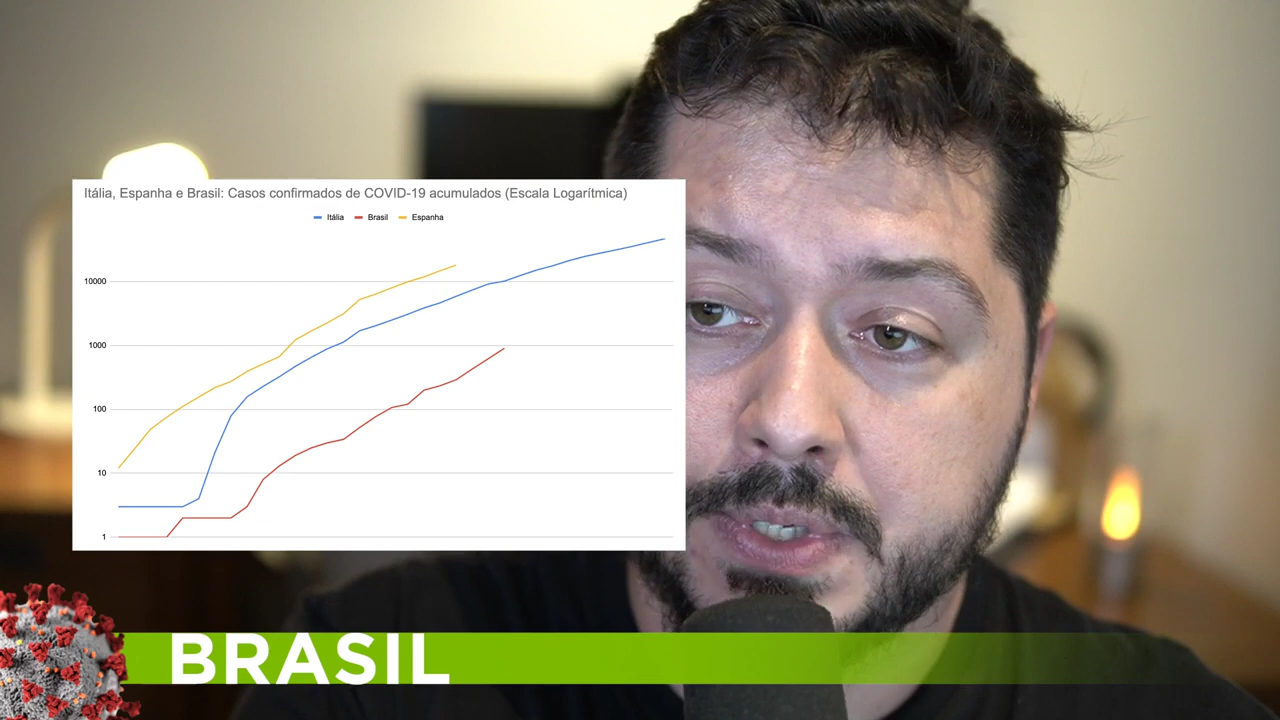 Itália, Espanha e Brasil: Casos confirmados de COVID-19 acumulados (Escala Logarítmica)
Itália Brasil Espanha
10000
1000
100
10
1
BRASIL